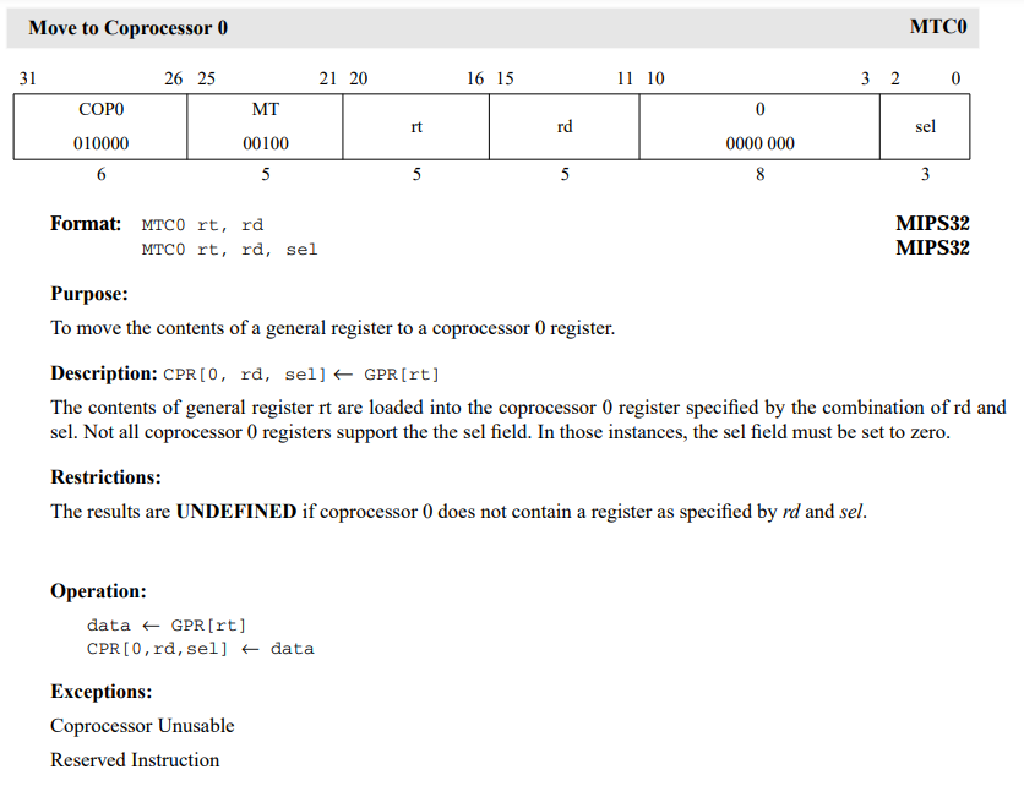 Move to Coprocessor 0 MTC0
31 26 25 21 20 16 15 11 10 3 2 0
COP0 MT 0
rt rd sel
010000 00100 0000 000
6 5 5 5 8 3
Format: MTC0 rt, rd MIPS32
MTC0 rt, rd, sel MIPS32
Purpose:
To move the contents of a general register to a coprocessor 0 register.
Description: CPR[0, rd, sel] ← GPR[rt]
The contents of general register rt are loaded into the coprocessor 0 register specified by the combination of rd and
sel. Not all coprocessor 0 registers support the the sel field. In those instances, the sel field must be set to zero.
Restrictions:
The results are UNDEFINED if coprocessor 0 does not contain a register as specified by rd and sel.
Operation:
data ← GPR[rt]
CPR[0,rd,sel] ← data
Exceptions:
Coprocessor Unusable
Reserved Instruction